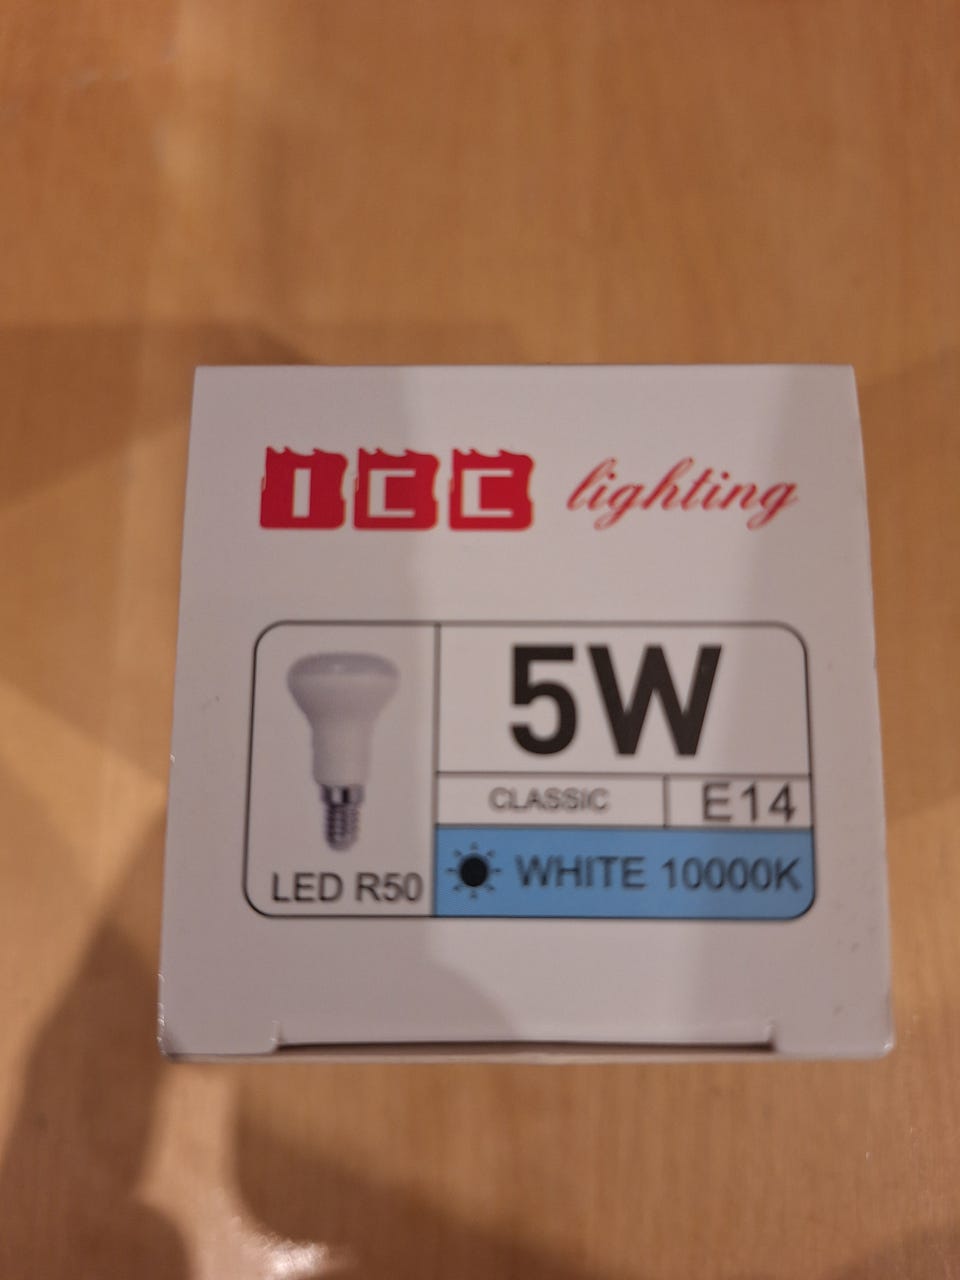 ICC lighting
5W
CLASSIC E14
WHITE 10000K
LED R50